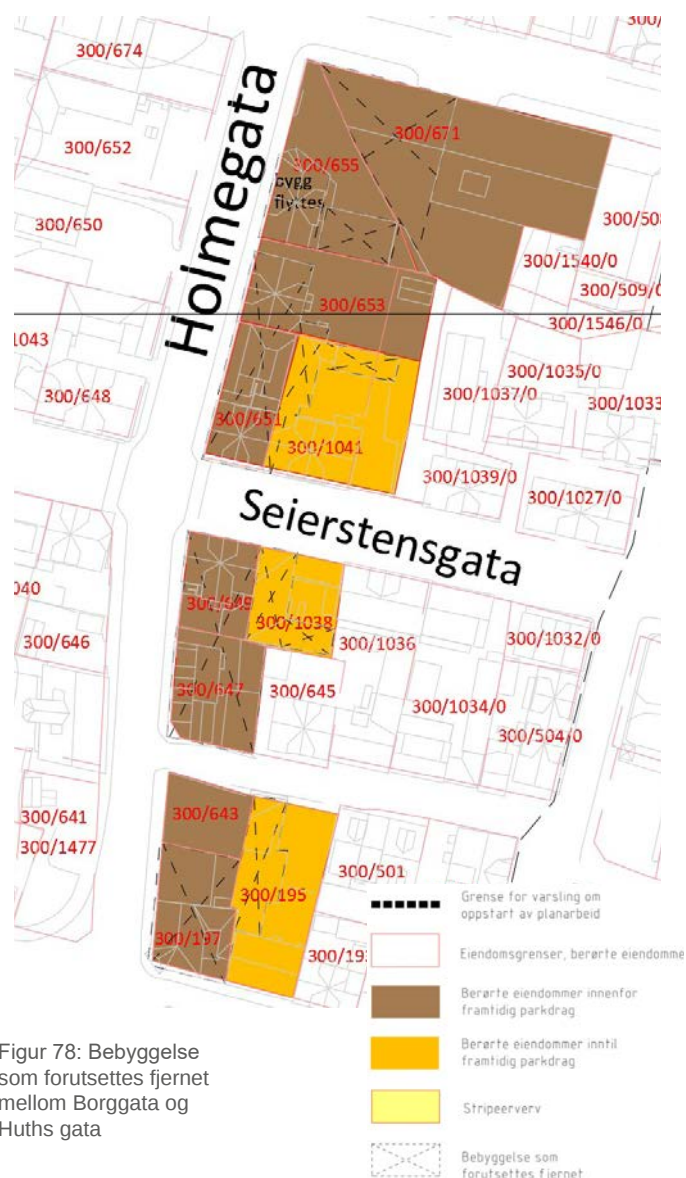 300/
300/674
300/652
300/671
300/655
bygg
flyttes
Holmegata
300/650
300/508
300/1540/0
300/509/0
300/1546/0
300/653
1043
300/648
300/1035/0
300/1037/0
300/1033
300/651
300/1041
300/1039/0
300/1027/0
Seierstensgata
040
300/649
300/1038
300/646
300/1036
300/1032/0
300/647
300/645
300/1034/0
300/504/0
300/641
300/643
300/1477
300/501
300/195
300/197
300/19
Grense for varsling om
oppstart av planarbeid
Eiendomsgrenser, berørte eiendomme
Berørte eiendommer innenfor
framtidig parkdrag
Berørte eiendommer inntil
framtidig parkdrag
Stripeerverv
Bebyggelse som
forutsettes fjernet
Figur 78: Bebyggelse
som forutsettes fjernet
mellom Borggata og
Huths gata